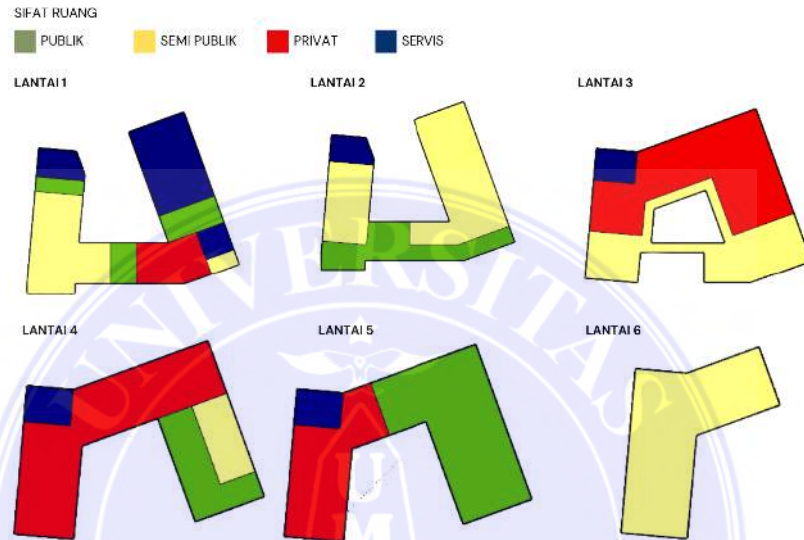 SIFAT RUANG
PUBLIK
SEMI PUBLIK
PRIVAT
SERVIS
LANTAI 1
LANTAI 2
LANTAI 3
UNIVERSITAS
LANTAI 4
LANTAI 5
LANTAI 6
U
M